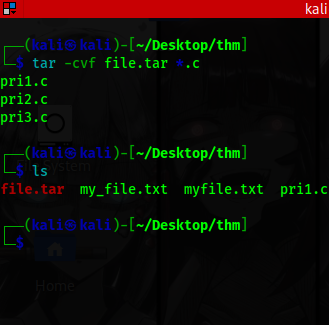 kali
┌──(kali㉿kali)-[~/Desktop/thm]
└─$ tar -cvf file.tar *.c
pri1.c
pri2.c
pri3.c
┌──(kali㉿kali)-[~/Desktop/thm]
└─$ ls
file.tar  my_file.txt  myfile.txt  pri1.c
┌──(kali㉿kali)-[~/Desktop/thm]
└─$
Home